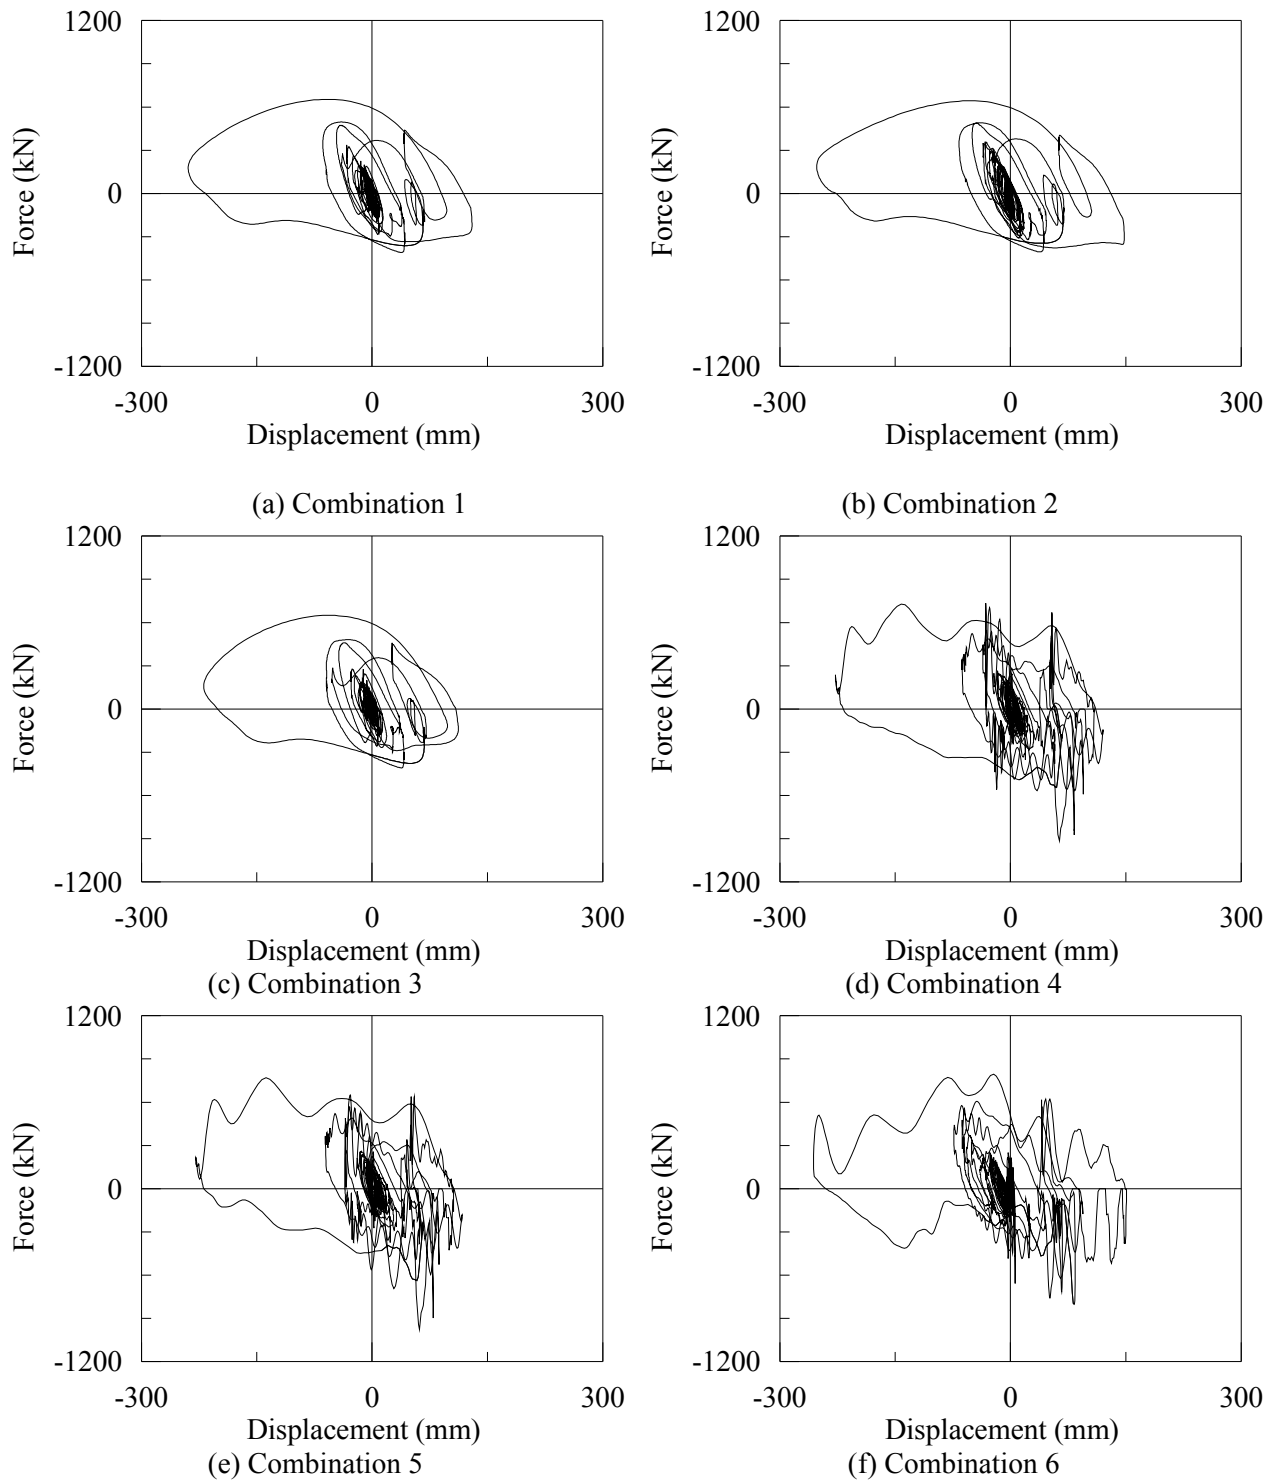 1200 1200
Force (kN) Force (kN)
0 0
-1200 -1200
-300 0 300 -300 0 300
Displacement (mm) Displacement (mm)
(a) Combination 1 (b) Combination 2
1200 1200
Force (kN) Force (kN)
0 0
-1200 -1200
-300 0 300 -300 0 300
Displacement (mm) Displacement (mm)
(c) Combination 3 (d) Combination 4
1200 1200
Force (kN) Force (kN)
0 0
-1200 -1200
-300 0 300 -300 0 300
Displacement (mm) Displacement (mm)
(e) Combination 5 (f) Combination 6